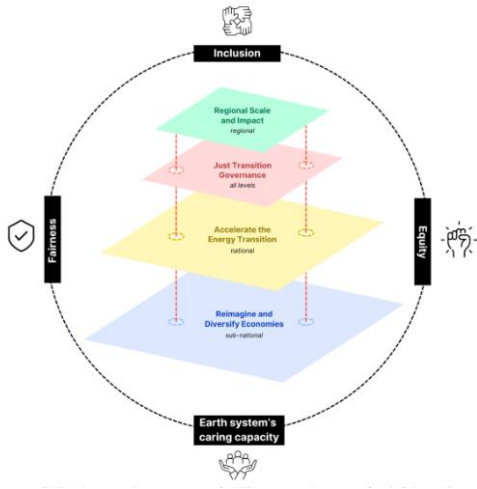 Inclusion
Regional Scale
and Impact
regional
Just Transition
Governance
all levels
Fairness
Equity
Accelerate the
Energy Transition
national
Reimagine and
Diversify Economies
sub-national
Earth system's
caring capacity